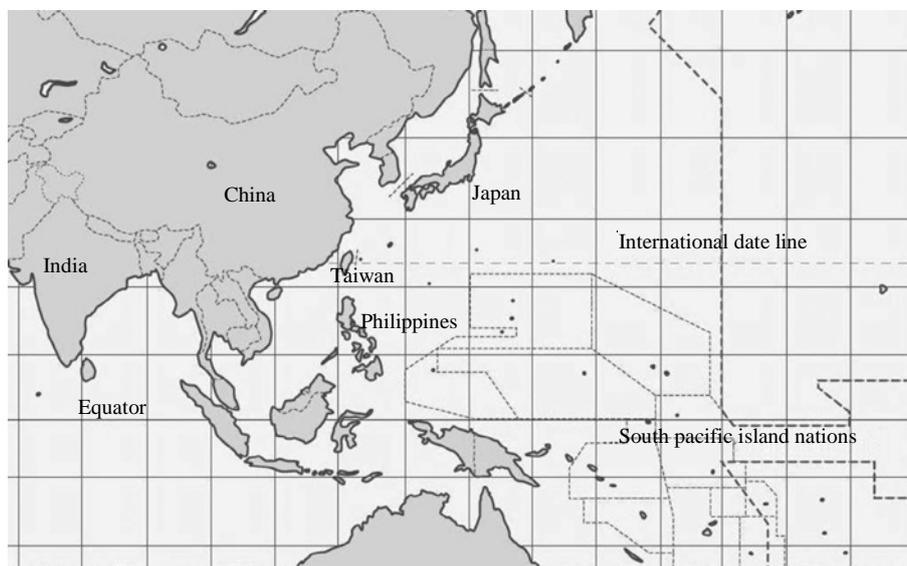 China
Japan
International date line
India
Taiwan
Philippines
Equator
South pacific island nations